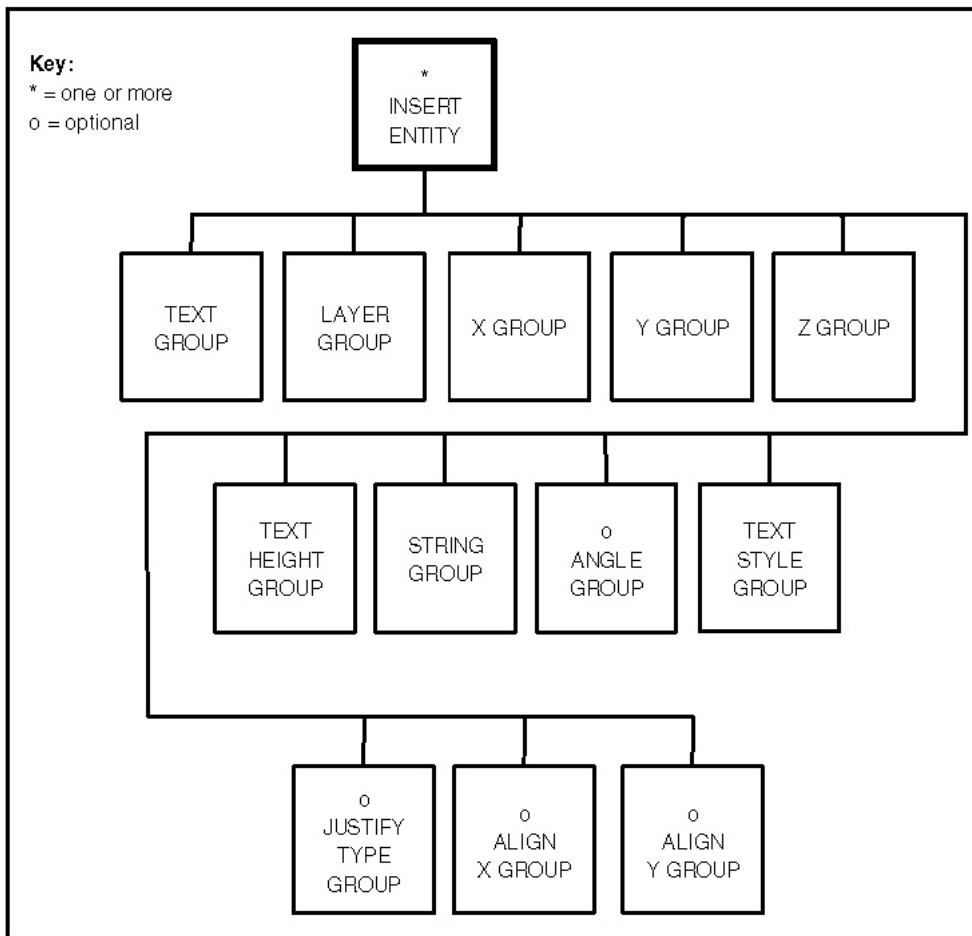 Key:
* = one or more
o = optional
*
INSERT
ENTITY
TEXT
GROUP
LAYER
GROUP
X GROUP
Y GROUP
Z GROUP
TEXT
HEIGHT
GROUP
STRING
GROUP
o
ANGLE
GROUP
TEXT
STYLE
GROUP
o
JUSTIFY
TYPE
GROUP
o
ALIGN
X GROUP
o
ALIGN
Y GROUP